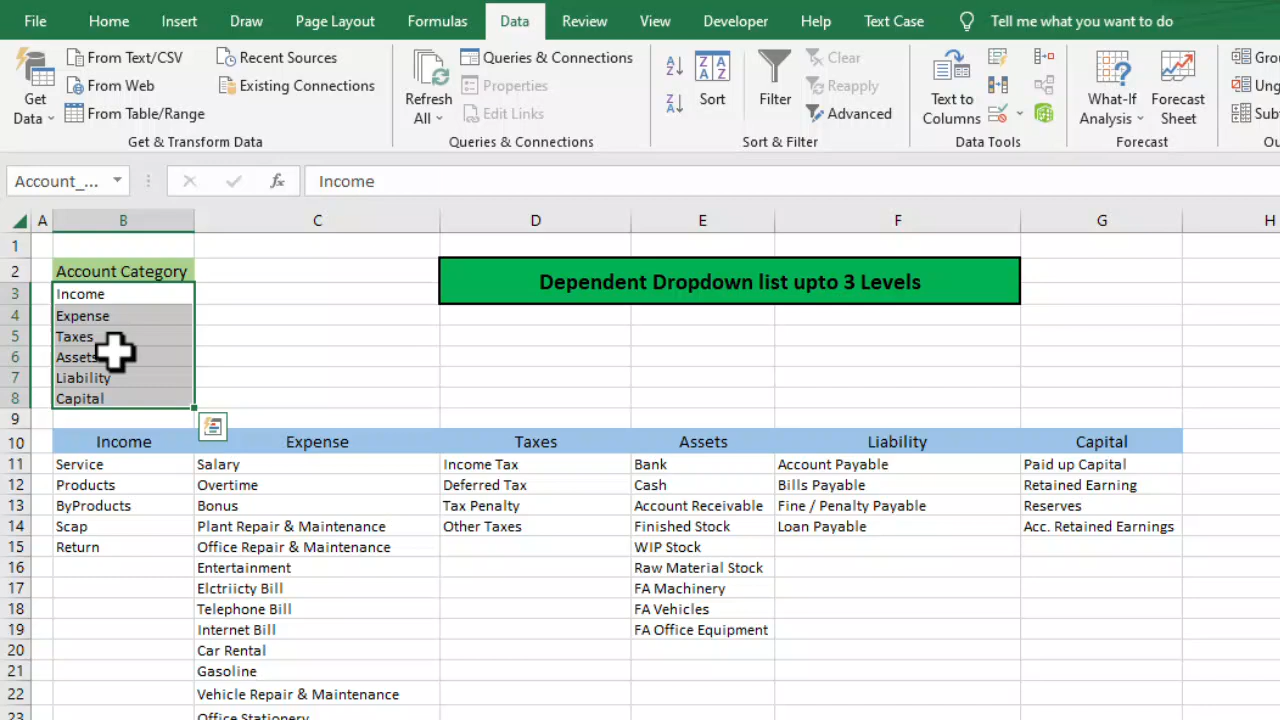 File Home Insert Draw Page Layout Formulas Data Review View Developer Help Text Case Tell me what you want to do
Get Data
From Text/CSV
From Web
From Table/Range
Recent Sources
Existing Connections
Get & Transform Data
Refresh All
Queries & Connections
Properties
Edit Links
Queries & Connections
Sort
Filter
Clear
Reapply
Advanced
Sort & Filter
Text to Columns
Data Tools
What-If Analysis
Forecast Sheet
Forecast
Account_... fx Income
A B C D E F G H
1
2 Account Category Dependent Dropdown list upto 3 Levels
3 Income
4 Expense
5 Taxes
6 Assets
7 Liability
8 Capital
9
10 Income Expense Taxes Assets Liability Capital
11 Service Salary Income Tax Bank Account Payable Paid up Capital
12 Products Overtime Deferred Tax Cash Bills Payable Retained Earning
13 ByProducts Bonus Tax Penalty Account Receivable Fine / Penalty Payable Reserves
14 Scap Plant Repair & Maintenance Other Taxes Finished Stock Loan Payable Acc. Retained Earnings
15 Return Office Repair & Maintenance WIP Stock
16 Entertainment Raw Material Stock
17 Elctriicty Bill FA Machinery
18 Telephone Bill FA Vehicles
19 Internet Bill FA Office Equipment
20 Car Rental
21 Gasoline
22 Vehicle Repair & Maintenance
23 Office Stationery